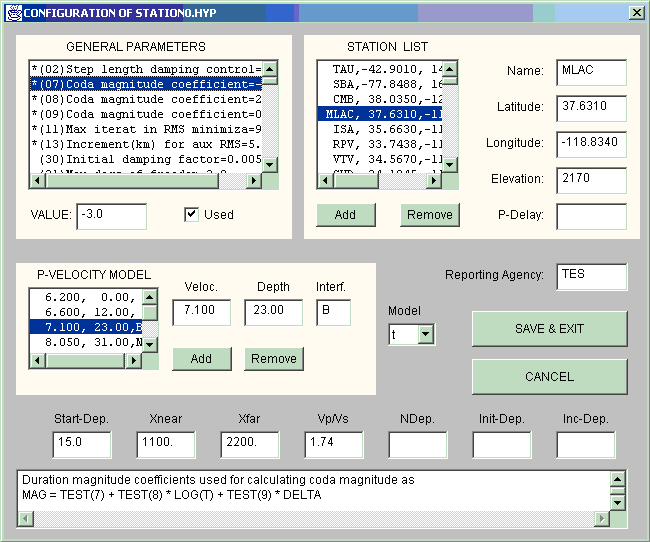 CONFIGURATION OF STATION0.HYP
GENERAL PARAMETERS
*(02)Step length damping control=
*(07)Coda magnitude coefficient=-
*(08)Coda magnitude coefficient=2
*(09)Coda magnitude coefficient=0
*(11)Max iterat in RMS minimiza=9
*(13)Increment(km) for aux RMS=5.
(30)Initial damping factor=0.005
VALUE:
-3.0
Used
STATION LIST
TAU,-42.9010, 14
SBA,-77.8488, 16
CMB, 38.0350,-12
MLAC, 37.6310,-11
ISA, 35.6630,-11
RPV, 33.7438,-11
VTV, 34.5670,-11
Add
Remove
Name:
MLAC
Latitude:
37.6310
Longitude:
-118.8340
Elevation:
2170
P-Delay:
P-VELOCITY MODEL
6.200, 0.00,
6.600, 12.00,
7.100, 23.00,B
8.050, 31.00,N
Veloc.
Depth
Interf.
7.100
23.00
B
Add
Remove
Reporting Agency:
TES
Model
t
SAVE & EXIT
CANCEL
Start-Dep.
Xnear
Xfar
Vp/Vs
NDep.
Init-Dep.
Inc-Dep.
15.0
1100.
2200.
1.74
Duration magnitude coefficients used for calculating coda magnitude as
MAG = TEST(7) + TEST(8) * LOG(T) + TEST(9) * DELTA